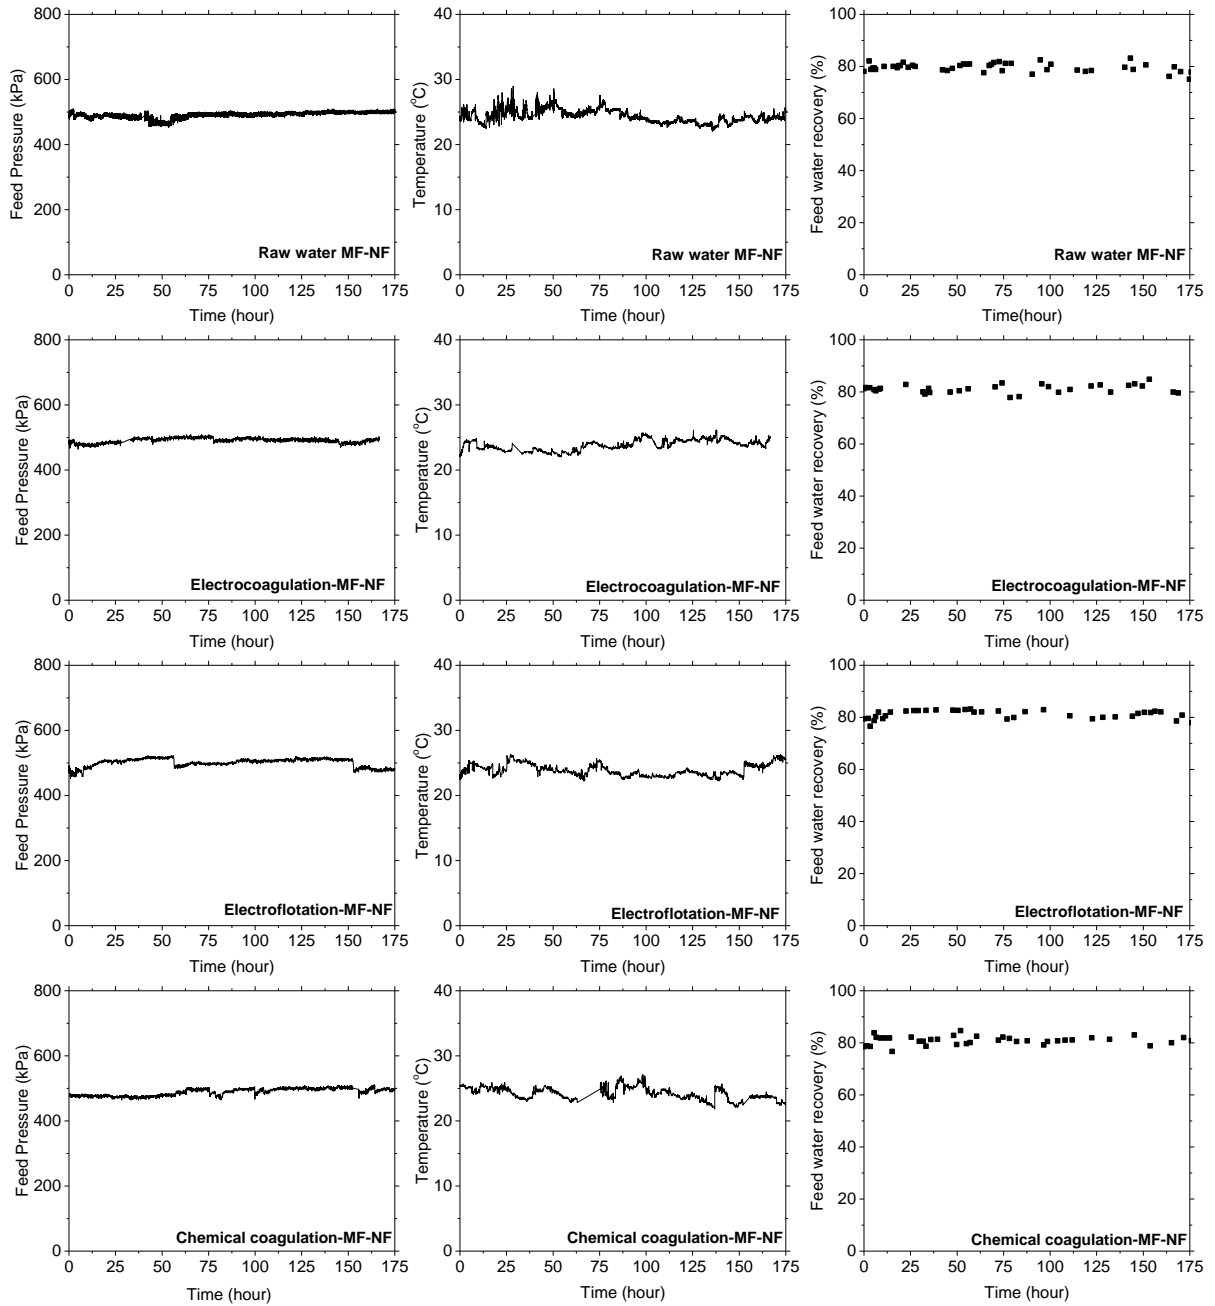 800
600
400
200
0
Feed Pressure (kPa)
Raw water MF-NF
0 25 50 75 100 125 150 175
Time (hour)
40
30
20
10
0
Temperature (°C)
Raw water MF-NF
0 25 50 75 100 125 150 175
Time (hour)
100
80
60
40
20
0
Feed water recovery (%)
Raw water MF-NF
0 25 50 75 100 125 150 175
Time(hour)
800
600
400
200
0
Feed Pressure (kPa)
Electrocoagulation-MF-NF
0 25 50 75 100 125 150 175
Time (hour)
40
30
20
10
0
Temperature (°C)
Electrocoagulation-MF-NF
0 25 50 75 100 125 150 175
Time (hour)
100
80
60
40
20
0
Feed water recovery (%)
Electrocoagulation-MF-NF
0 25 50 75 100 125 150 175
Time (hour)
800
600
400
200
0
Feed Pressure (kPa)
Electroflotation-MF-NF
0 25 50 75 100 125 150 175
Time (hour)
40
30
20
10
0
Temperature (°C)
Electroflotation-MF-NF
0 25 50 75 100 125 150 175
Time (hour)
100
80
60
40
20
0
Feed water recovery (%)
Electroflotation-MF-NF
0 25 50 75 100 125 150 175
Time (hour)
800
600
400
200
0
Feed Pressure (kPa)
Chemical coagulation-MF-NF
0 25 50 75 100 125 150 175
Time (hour)
40
30
20
10
0
Temperature (°C)
Chemical coagulation-MF-NF
0 25 50 75 100 125 150 175
Time (hour)
100
80
60
40
20
0
Feed water recovery (%)
Chemical coagulation-MF-NF
0 25 50 75 100 125 150 175
Time (hour)